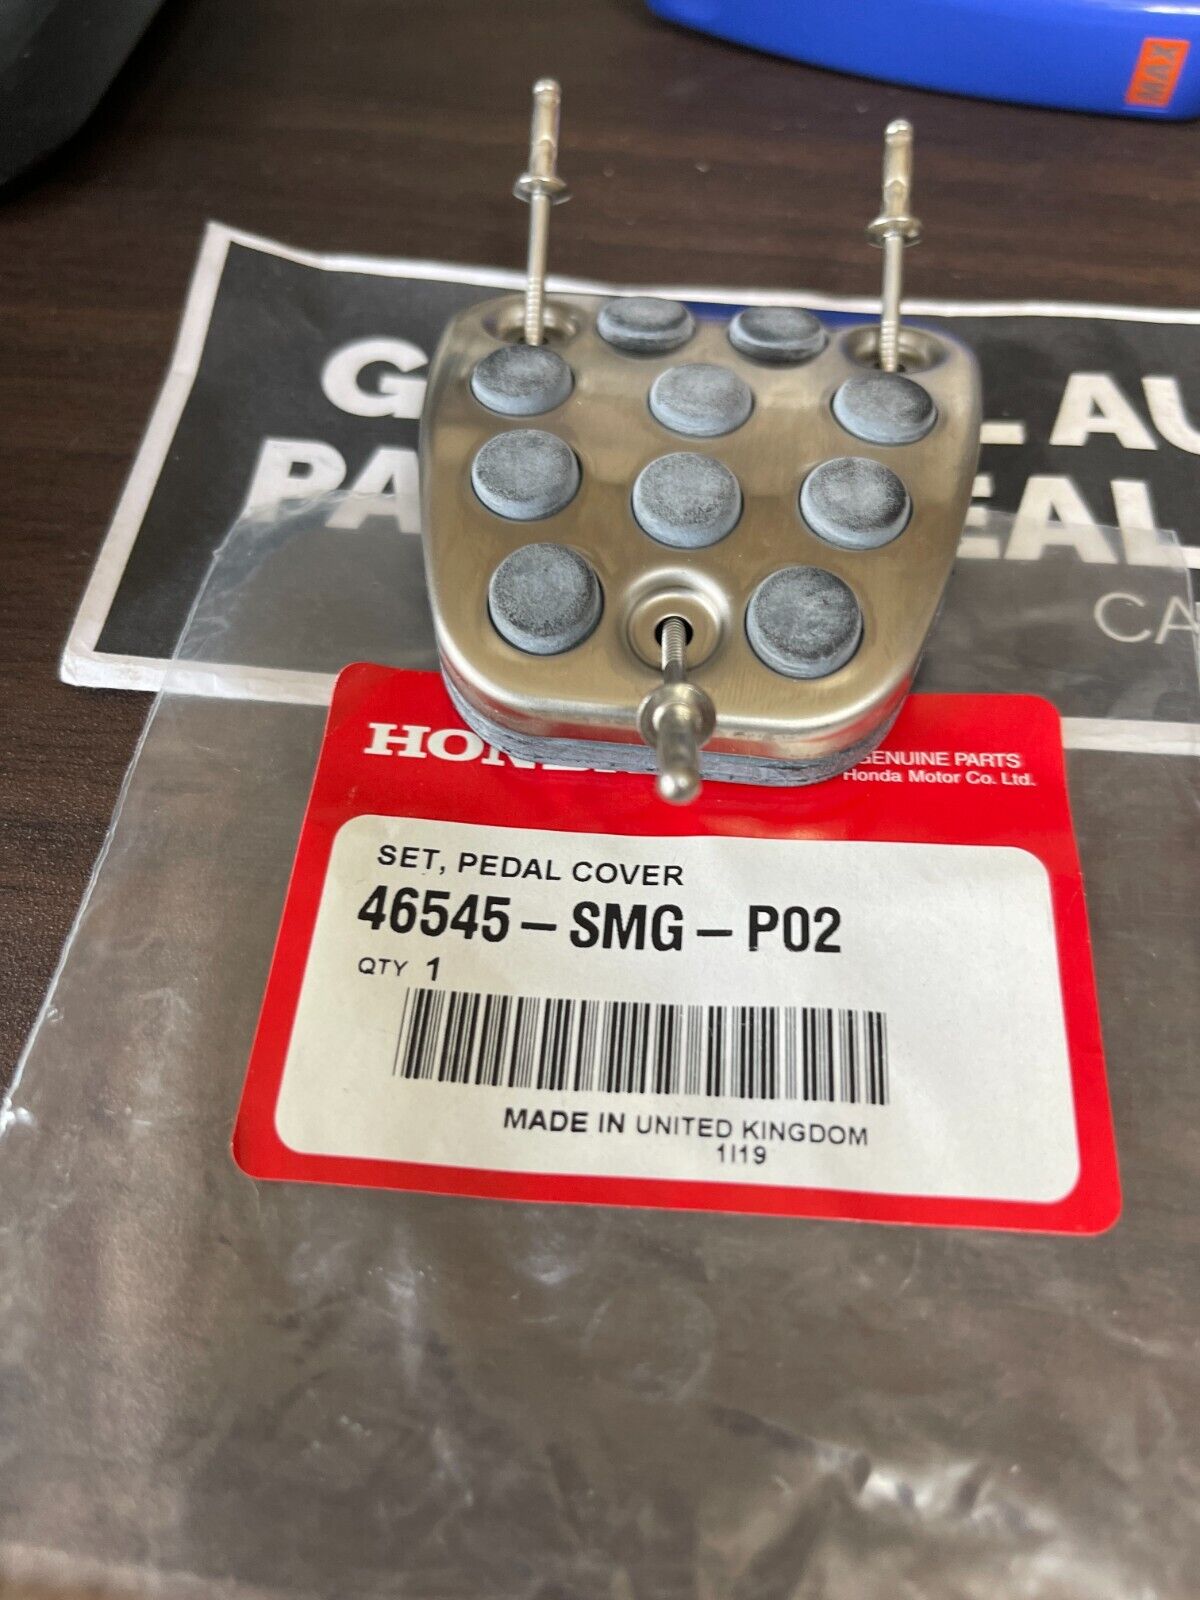 MAX
CA
GENUINE PARTS
Honda Motor Co. Ltd.
SET, PEDAL COVER
46545-SMG-P02
QTY 1
MADE IN UNITED KINGDOM
1I19